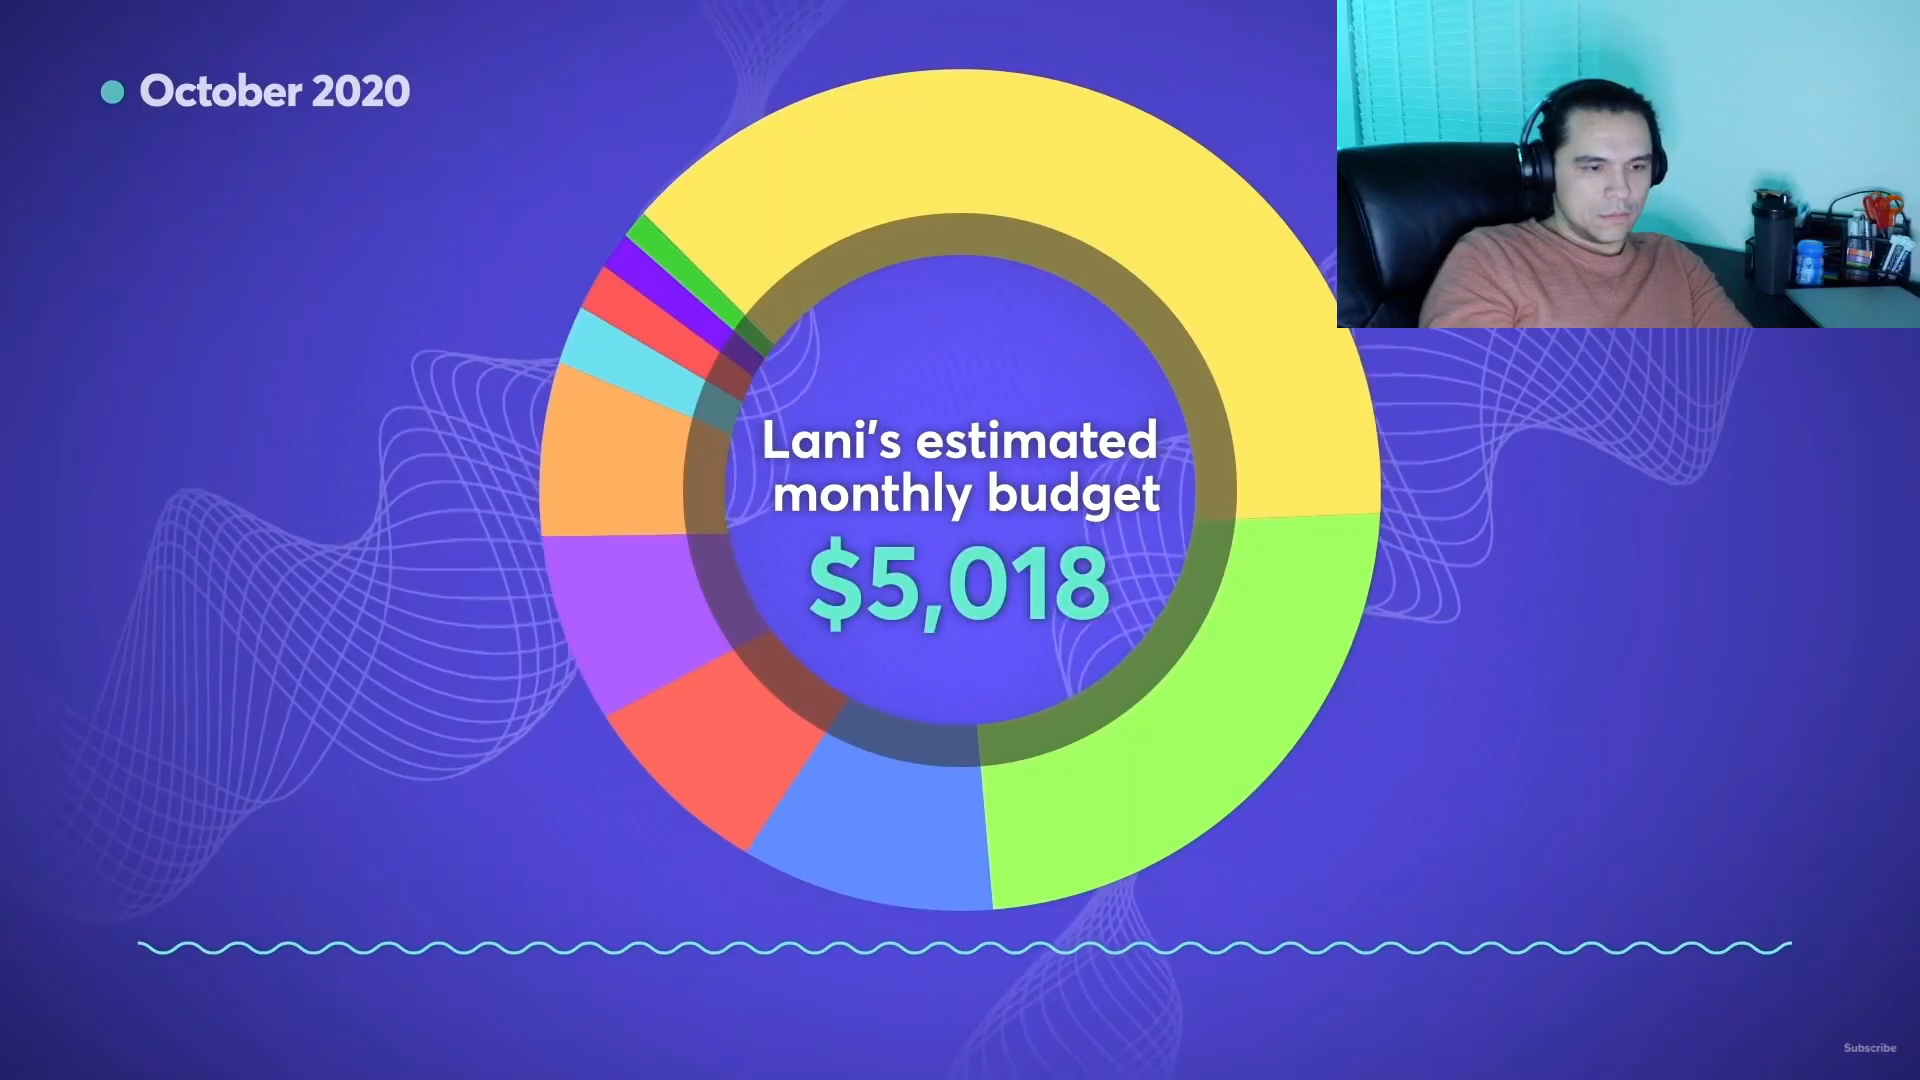 October 2020
Lani's estimated
monthly budget
$5,018
Subscribe